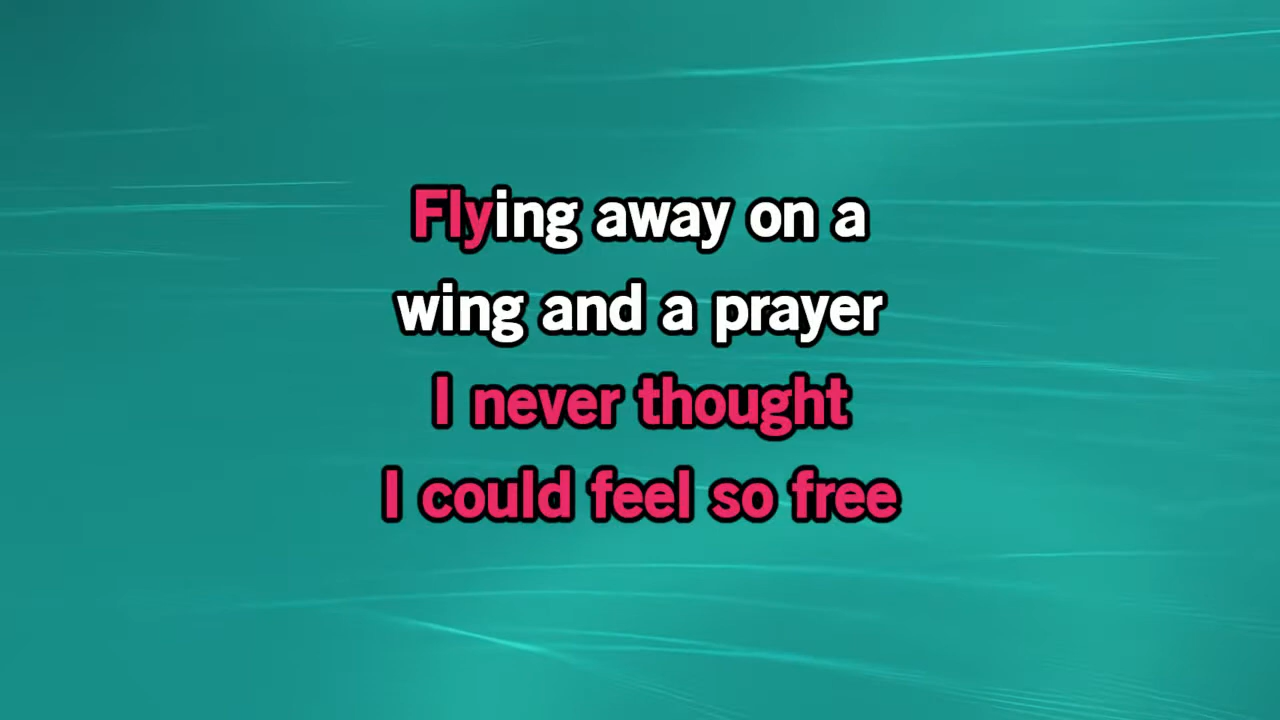 Flying away on a
wing and a prayer
I never thought
I could feel so free